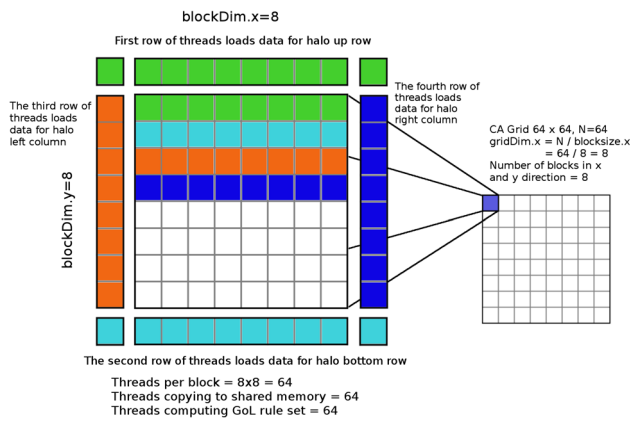 blockDim.x=8
First row of threads loads data for halo up row
The third row of
threads loads
data for halo
left column
The fourth row of
threads loads
data for halo
right column
blockDim.y=8
CA Grid 64 x 64, N=64
gridDim.x = N / blocksize.x
= 64 / 8 = 8
Number of blocks in x
and y direction = 8
The second row of threads loads data for halo bottom row
Threads per block = 8x8 = 64
Threads copying to shared memory = 64
Threads computing GoL rule set = 64